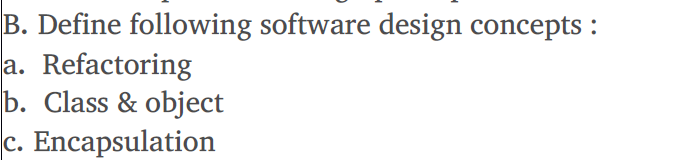 B. Define following software design concepts :
a. Refactoring
b. Class & object
c. Encapsulation